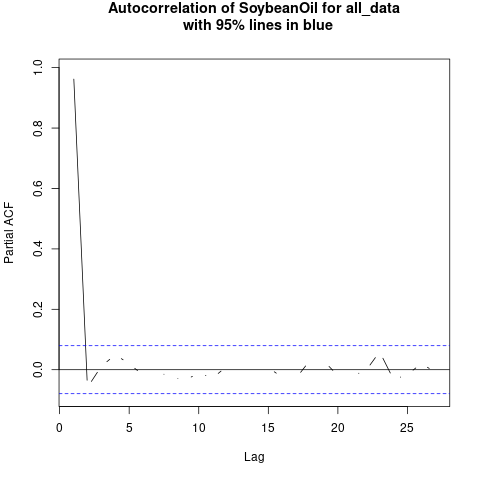 Autocorrelation of SoybeanOil for all_data
with 95% lines in blue
Partial ACF
1.0
0.8
0.6
0.4
0.2
0.0
0 5 10 15 20 25
Lag